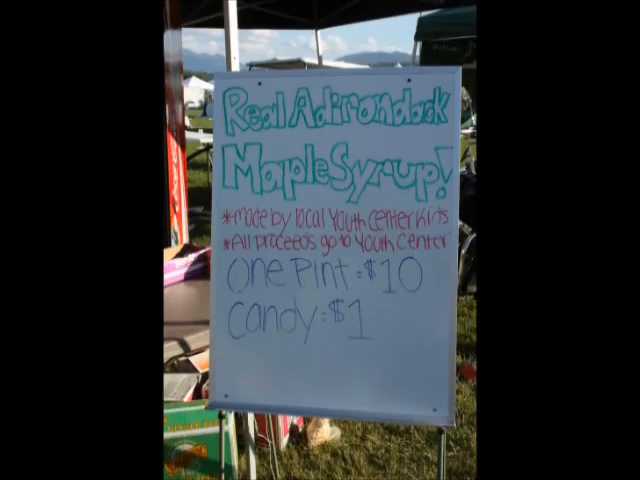 Real Adirondack
Maple Syrup!
*made by local Youth Center Kirts
*All proceeds go to Youth Center
One Pint = $10
Candy = $1